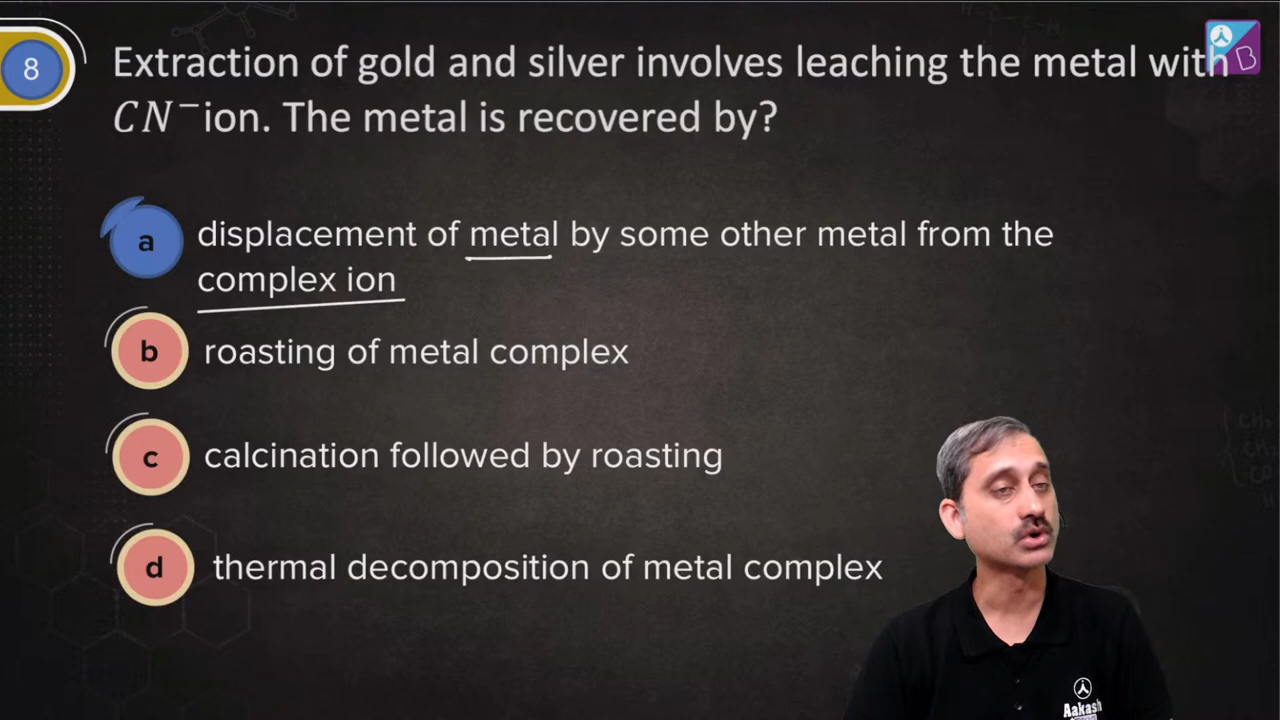 8
Extraction of gold and silver involves leaching the metal with
CN⁻ ion. The metal is recovered by?
a displacement of metal by some other metal from the
complex ion
b roasting of metal complex
c calcination followed by roasting
d thermal decomposition of metal complex
B
Aakash